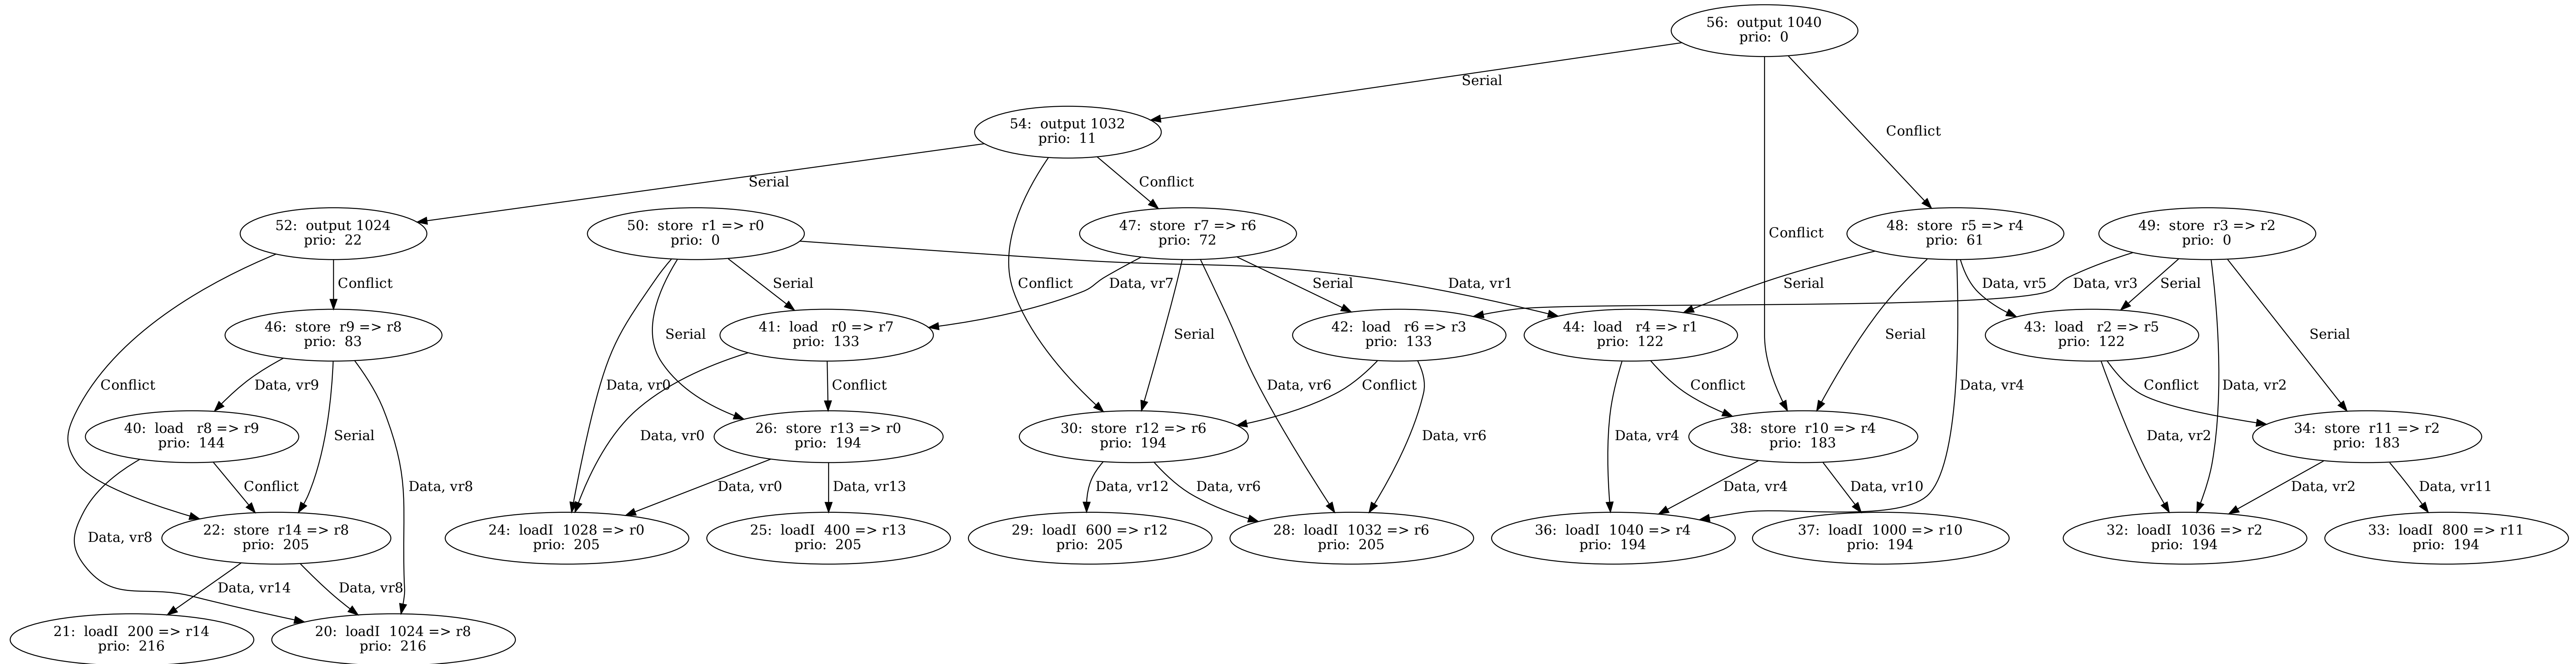 56:  output 1040
prio:  0
Serial
54:  output 1032
prio:  11
Conflict
Serial
Conflict
52:  output 1024
prio:  22
50:  store  r1 => r0
prio:  0
47:  store  r7 => r6
prio:  72
Conflict
48:  store  r5 => r4
prio:  61
49:  store  r3 => r2
prio:  0
Conflict
Serial
Conflict
Data, vr7
Serial
Data, vr1
Serial
Data, vr5
Data, vr3
Serial
46:  store  r9 => r8
prio:  83
Serial
41:  load   r0 => r7
prio:  133
Serial
42:  load   r6 => r3
prio:  133
44:  load   r4 => r1
prio:  122
Serial
43:  load   r2 => r5
prio:  122
Serial
Conflict
Data, vr9
Data, vr0
Conflict
Data, vr6
Conflict
Conflict
Data, vr4
Conflict
Data, vr2
40:  load   r8 => r9
prio:  144
Serial
Data, vr0
26:  store  r13 => r0
prio:  194
30:  store  r12 => r6
prio:  194
Data, vr6
Data, vr4
38:  store  r10 => r4
prio:  183
Data, vr2
34:  store  r11 => r2
prio:  183
Conflict
Data, vr8
Data, vr0
Data, vr13
Data, vr12
Data, vr6
Data, vr4
Data, vr10
Data, vr2
Data, vr11
Data, vr8
22:  store  r14 => r8
prio:  205
24:  loadI  1028 => r0
prio:  205
25:  loadI  400 => r13
prio:  205
29:  loadI  600 => r12
prio:  205
28:  loadI  1032 => r6
prio:  205
36:  loadI  1040 => r4
prio:  194
37:  loadI  1000 => r10
prio:  194
32:  loadI  1036 => r2
prio:  194
33:  loadI  800 => r11
prio:  194
Data, vr14
Data, vr8
21:  loadI  200 => r14
prio:  216
20:  loadI  1024 => r8
prio:  216